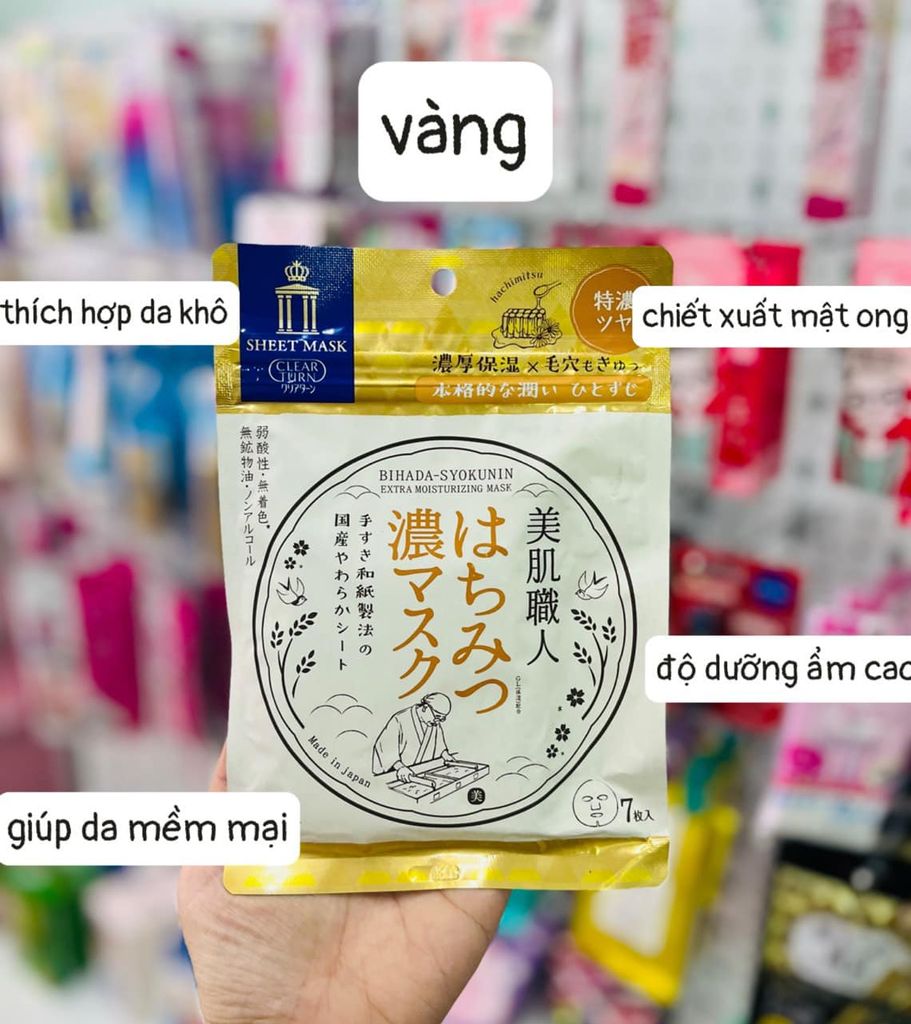 vàng
thích hợp da khô
chiết xuất mật ong
độ dưỡng ẩm cao
giúp da mềm mại
SHEET MASK
CLEAR
TURN
クリアターン
hachimitsu
特濃
ツヤ
濃厚保湿×毛穴もきゅっ
本格的な潤い ひとすじ
弱酸性・無着色。
無鉱物油・ノンアルコール
BIHADA-SYOKUNIN
EXTRA MOISTURIZING MASK
美肌職人
はちみつ
濃マスク
手すき和紙製法の
国産やわらかシート
Made in Japan
美
7枚入